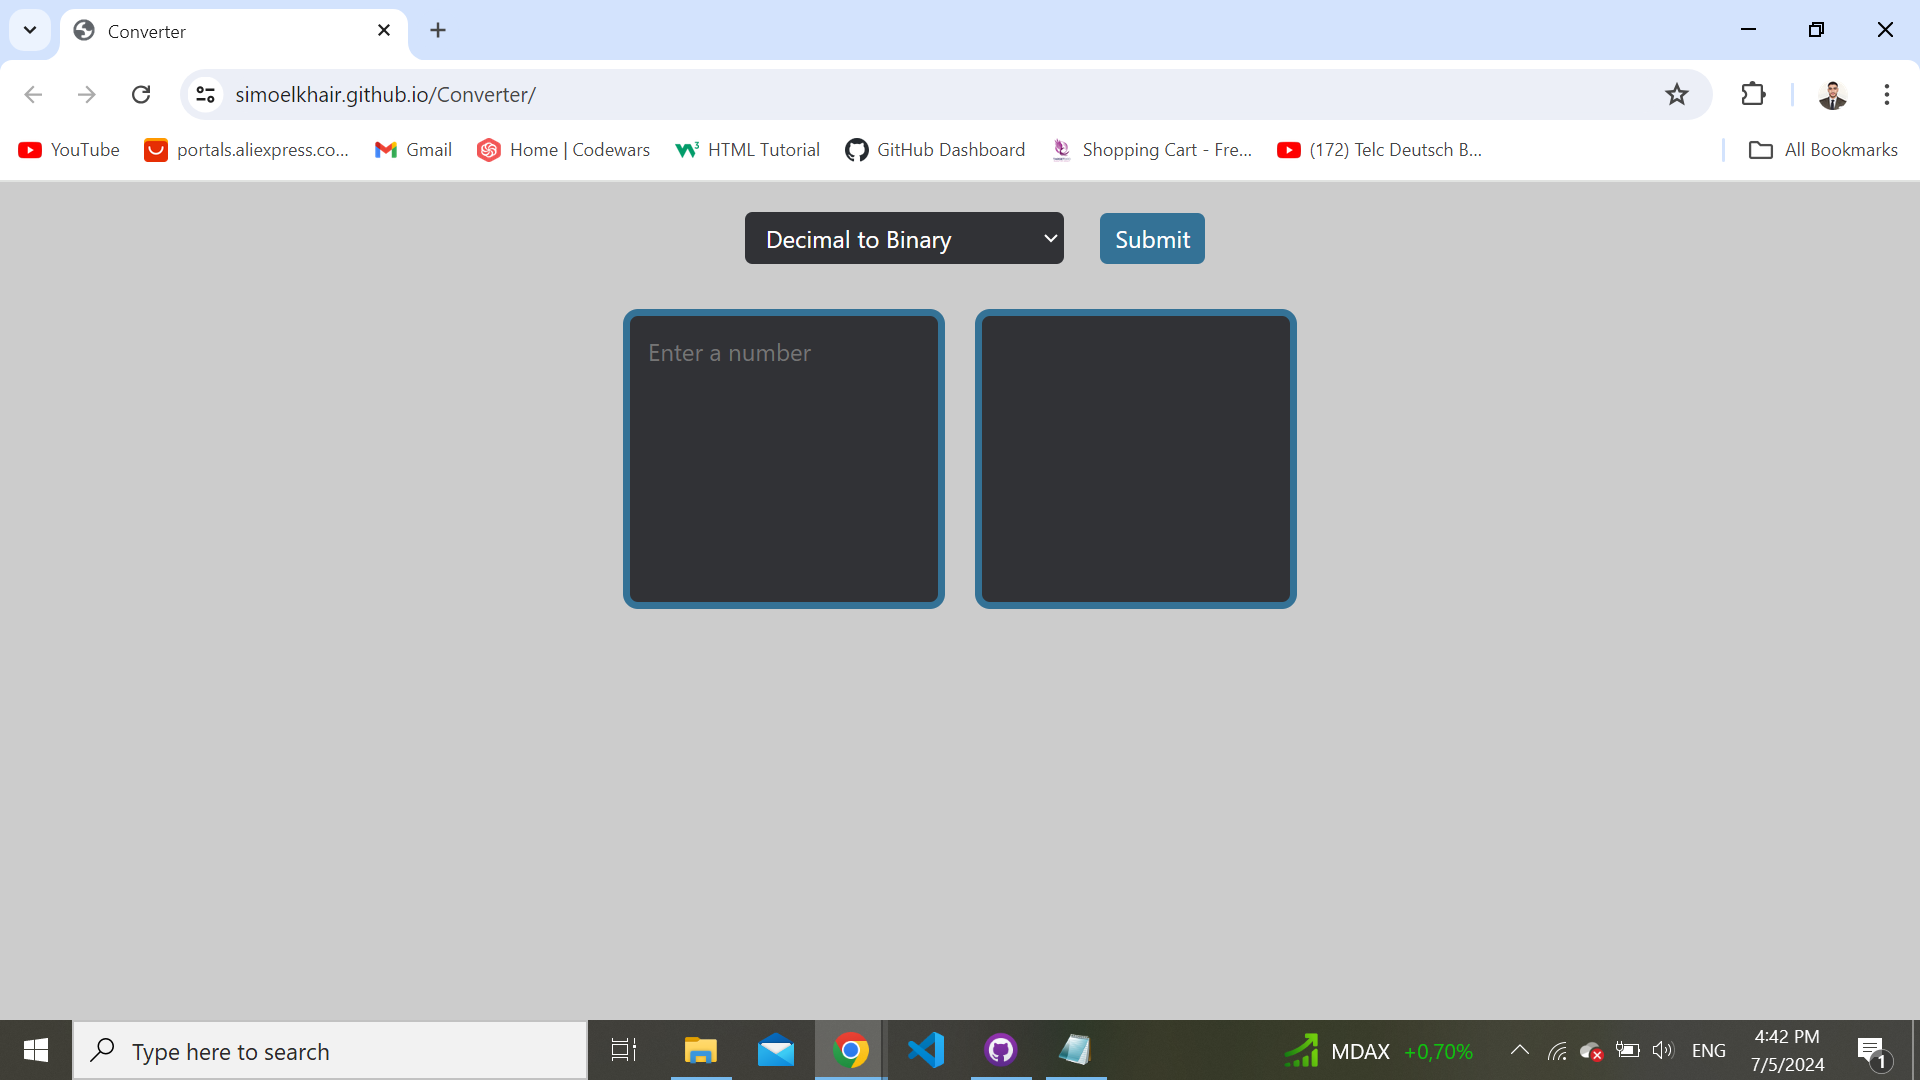 Converter
simoelkhair.github.io/Converter/
YouTube
portals.aliexpress.co...
Gmail
Home | Codewars
HTML Tutorial
GitHub Dashboard
Shopping Cart - Fre...
(172) Telc Deutsch B...
All Bookmarks
Decimal to Binary
Submit
Enter a number
Type here to search
MDAX +0,70%
ENG
4:42 PM
7/5/2024
1